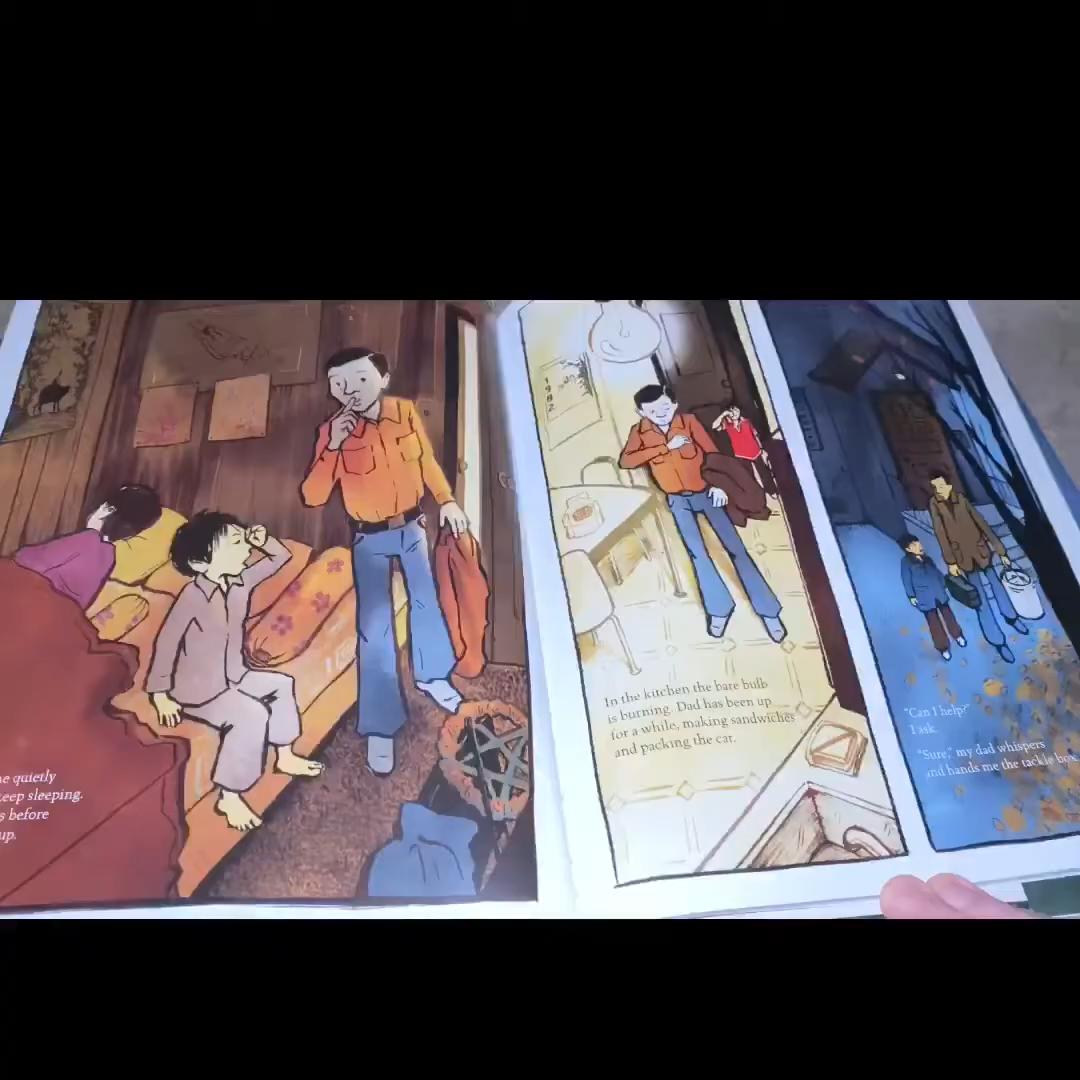 e quietly
keep sleeping.
s before
up.
1982
In the kitchen the bare bulb
is burning. Dad has been up
for a while, making sandwiches
and packing the car.
"Can I help?"
I ask.
"Sure," my dad whispers
and hands me the tackle box.